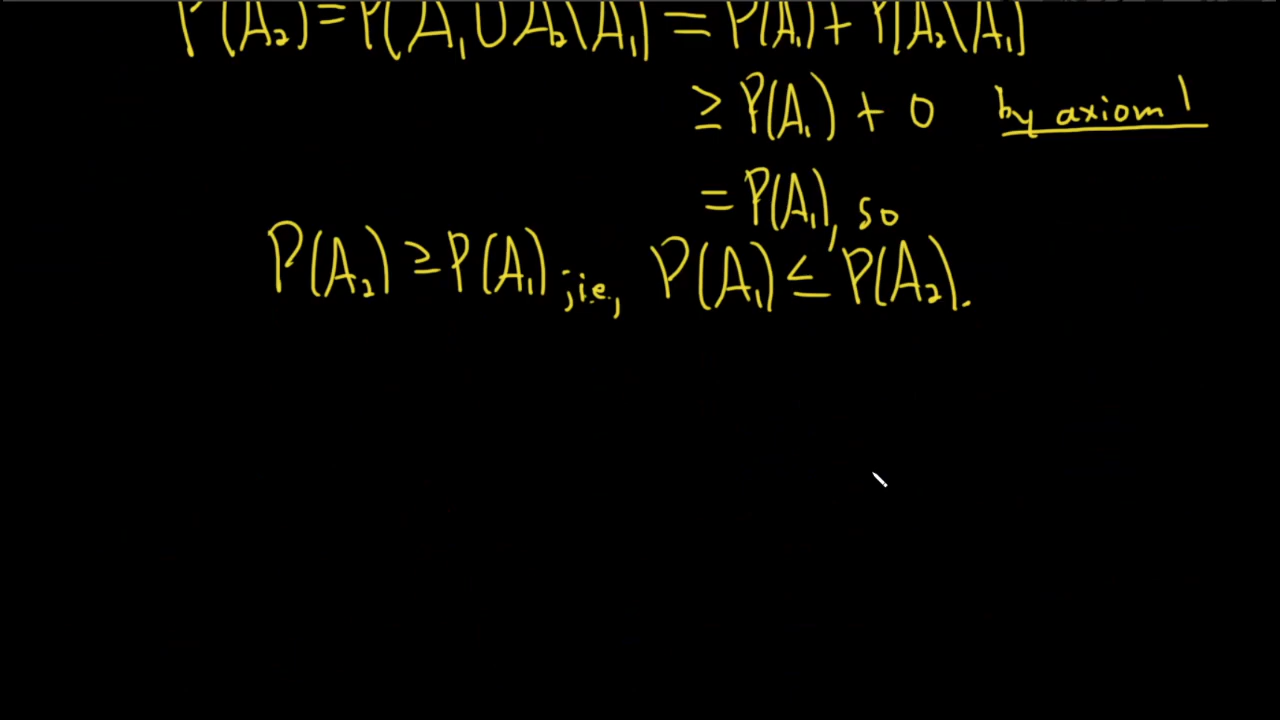 P(A₂) = P(A₁ ∪ A₂\A₁) = P(A₁) + P(A₂\A₁)
≥ P(A₁) + 0 by axiom 1
= P(A₁), so
P(A₂) ≥ P(A₁) ; i.e., P(A₁) ≤ P(A₂).